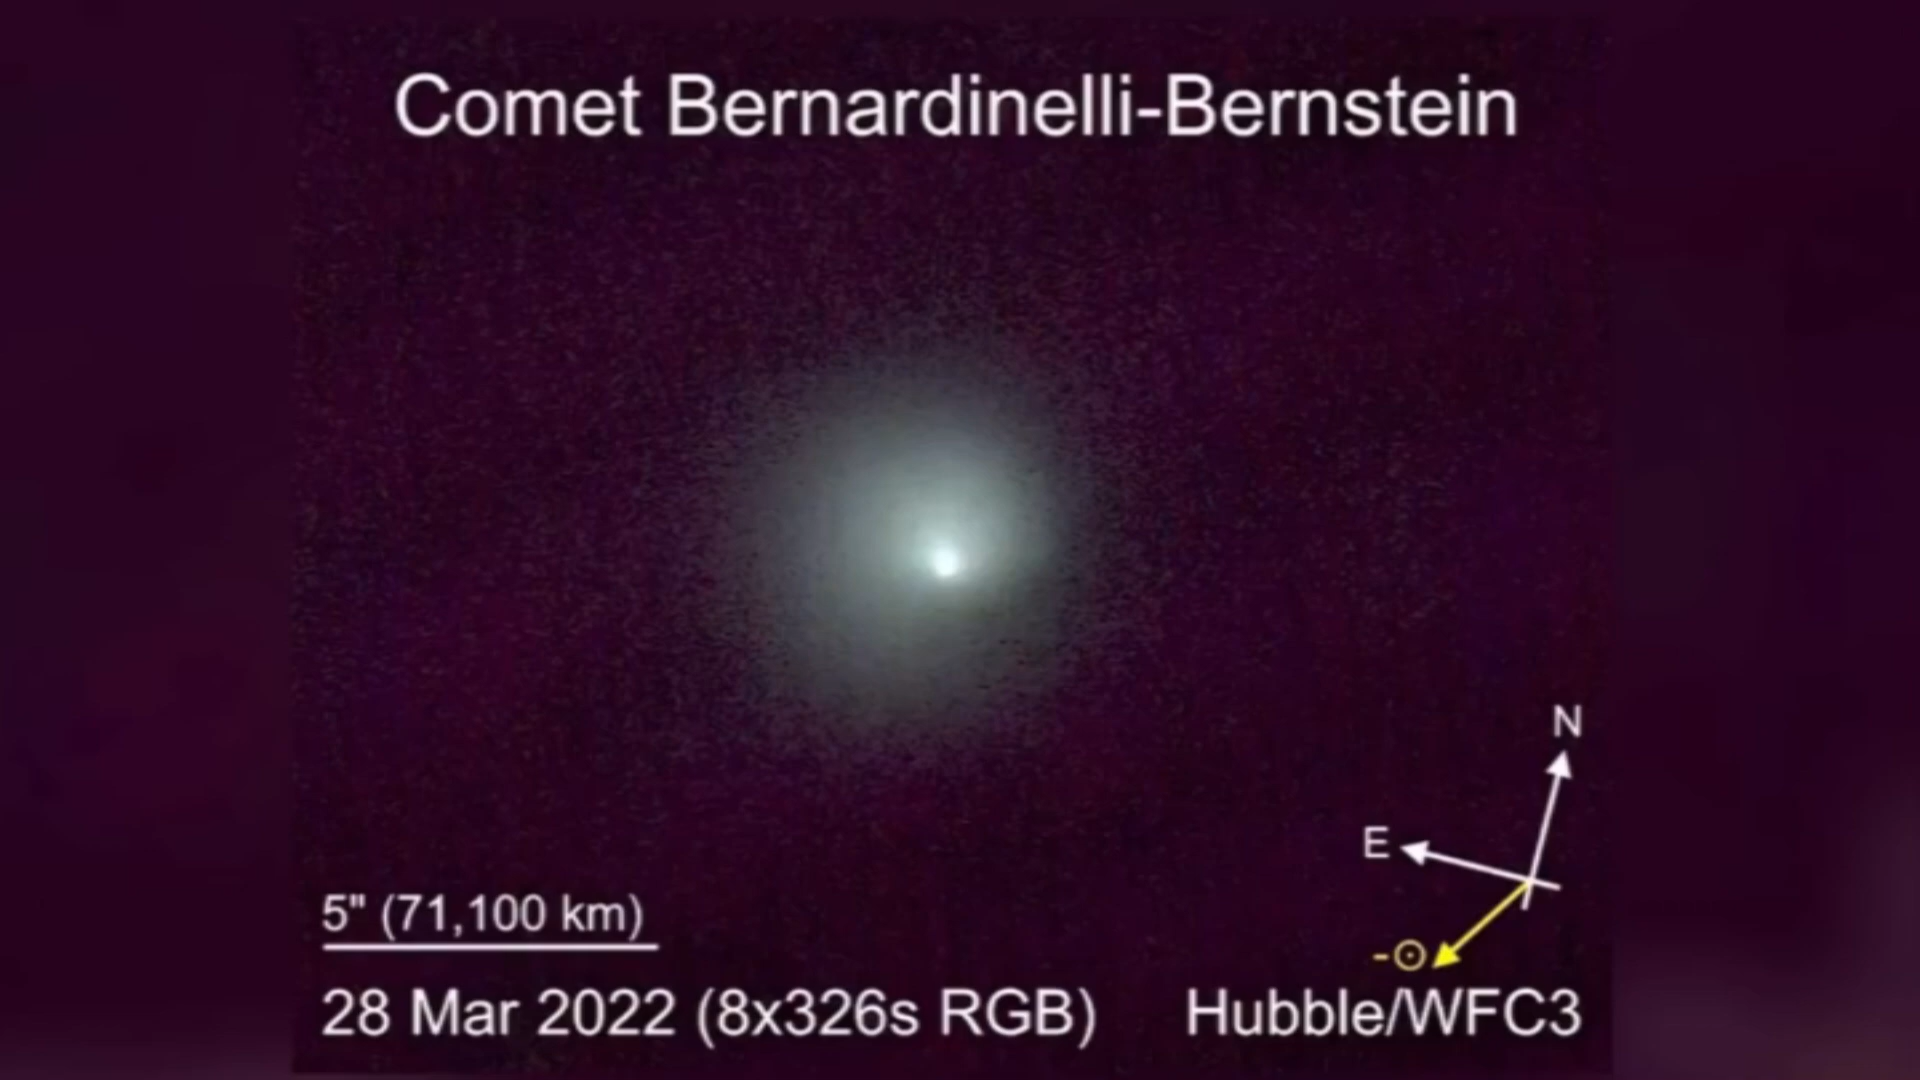 Comet Bernardinelli-Bernstein
N
E
-☉
5" (71,100 km)
28 Mar 2022 (8x326s RGB)
Hubble/WFC3